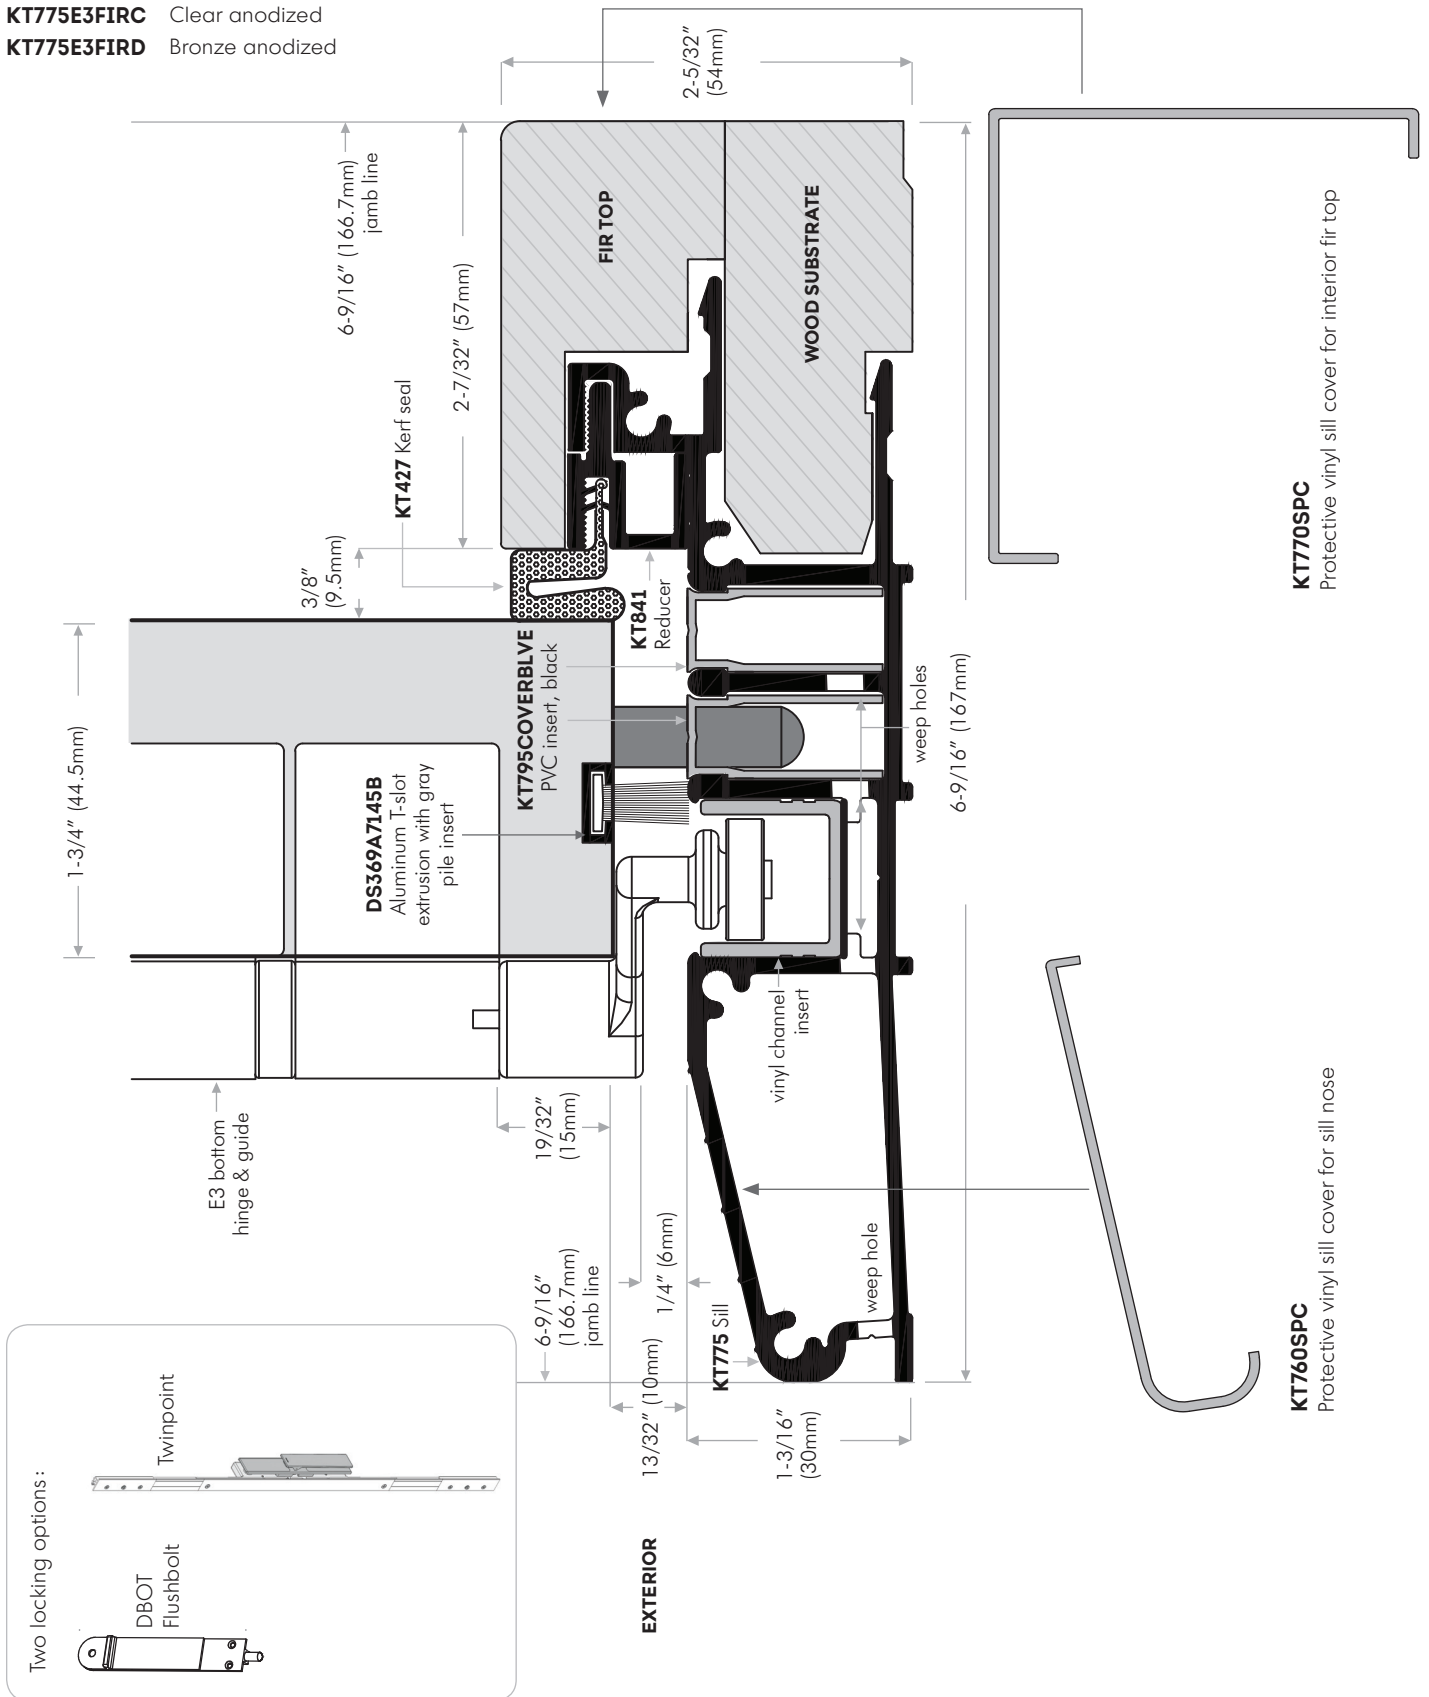 KT775E3FIRC Clear anodized
KT775E3FIRD Bronze anodized
2-5/32″
(54mm)
6-9/16″ (166.7mm)
jamb line
2-7/32″ (57mm)
FIR TOP
WOOD SUBSTRATE
KT427 Kerf seal
3/8″
(9.5mm)
KT841
Reducer
KT795COVERBLVE
PVC insert, black
DS369A7145B
Aluminum T-slot
extrusion with gray
pile insert
1-3/4″ (44.5mm)
weep holes
6-9/16″ (167mm)
KT770SPC
Protective vinyl sill cover for interior fir top
vinyl channel
insert
E3 bottom
hinge & guide
19/32″
(15mm)
6-9/16″
(166.7mm)
jamb line
1/4″ (6mm)
13/32″ (10mm)
KT775 Sill
weep hole
1-3/16″
(30mm)
KT760SPC
Protective vinyl sill cover for sill nose
EXTERIOR
Two locking options:
Twinpoint
DBOT
Flushbolt